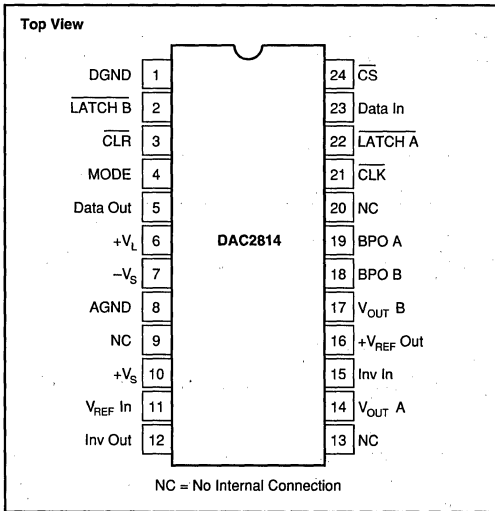 Top View
DGND 1
LATCH B 2
CLR 3
MODE 4
Data Out 5
+VL 6
–VS 7
AGND 8
NC 9
+VS 10
VREF In 11
Inv Out 12
DAC2814
24 CS
23 Data In
22 LATCH A
21 CLK
20 NC
19 BPO A
18 BPO B
17 VOUT B
16 +VREF Out
15 Inv In
14 VOUT A
13 NC
NC = No Internal Connection